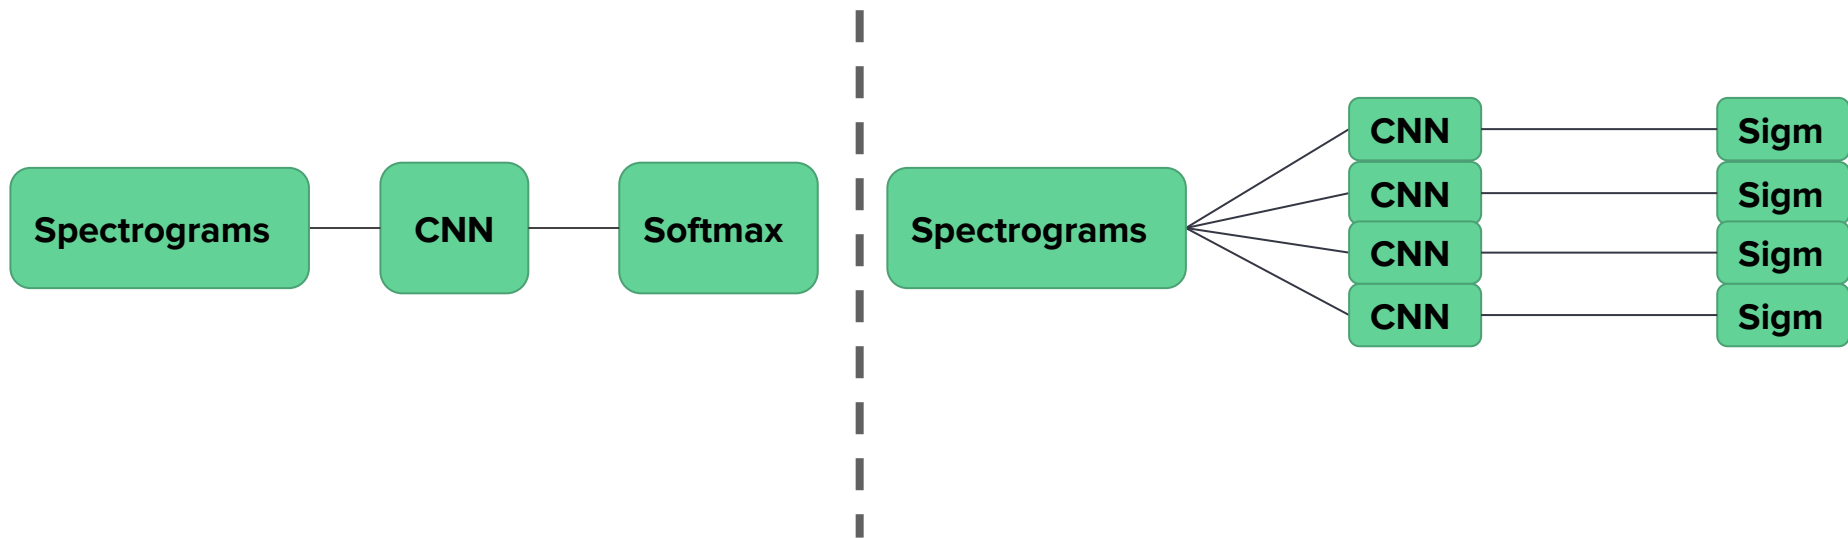 Spectrograms
CNN
Softmax
Spectrograms
CNN
Sigm
CNN
Sigm
CNN
Sigm
CNN
Sigm